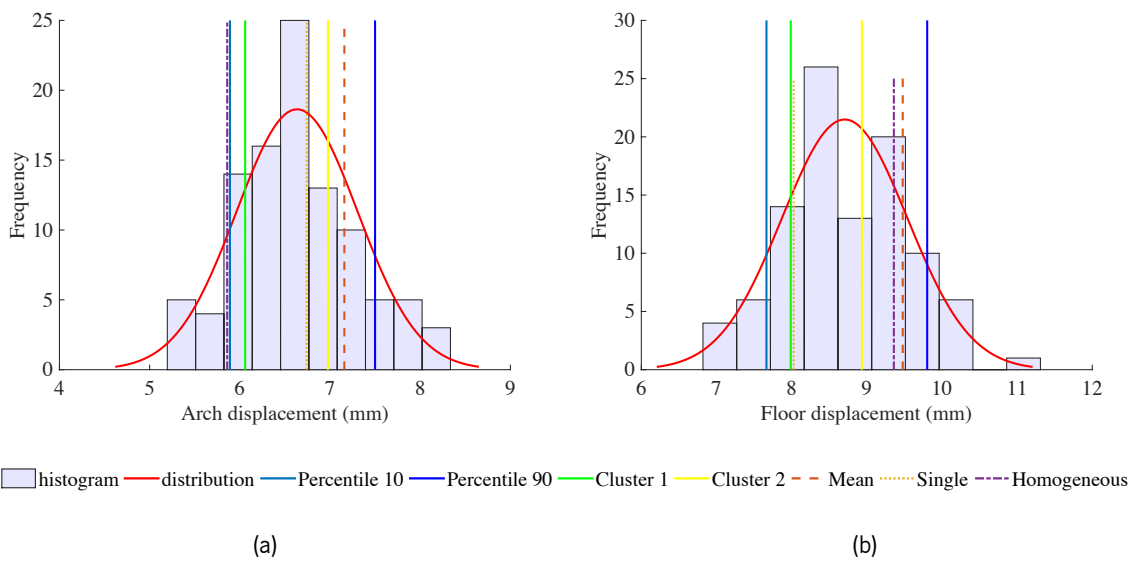 25
20
15
10
5
0
Frequency
4 5 6 7 8 9
Arch displacement (mm)
30
25
20
15
10
5
0
Frequency
6 7 8 9 10 11 12
Floor displacement (mm)
histogram distribution Percentile 10 Percentile 90 Cluster 1 Cluster 2 Mean Single Homogeneous
(a) (b)